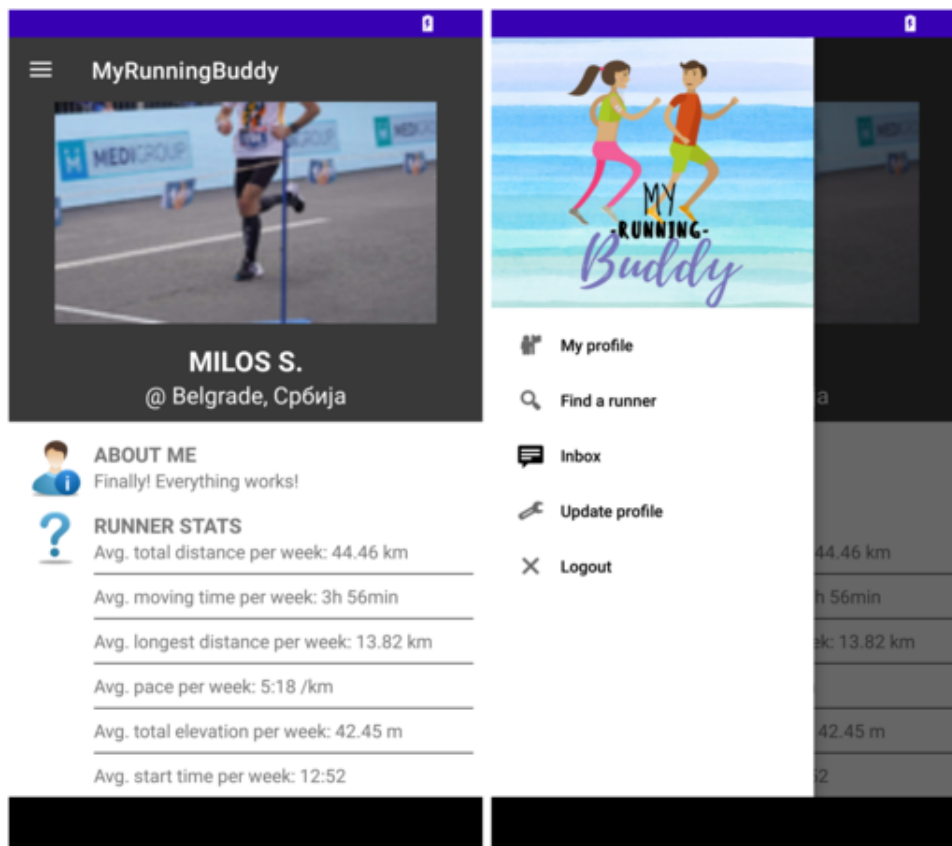 MyRunningBuddy
MEDIGROUP
MEDIGRO
MILOS S.
@ Belgrade, Србија
ABOUT ME
Finally! Everything works!
RUNNER STATS
Avg. total distance per week: 44.46 km
Avg. moving time per week: 3h 56min
Avg. longest distance per week: 13.82 km
Avg. pace per week: 5:18 /km
Avg. total elevation per week: 42.45 m
Avg. start time per week: 12:52
MY
-RUNNING-
Buddy
My profile
Find a runner
Inbox
Update profile
Logout
a
44.46 km
h 56min
ek: 13.82 km
42.45 m
52